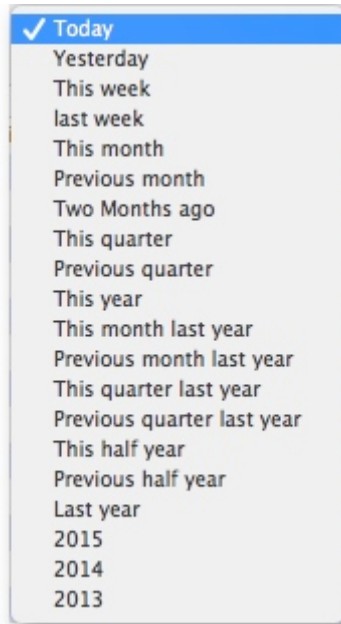 Today
Yesterday
This week
last week
This month
Previous month
Two Months ago
This quarter
Previous quarter
This year
This month last year
Previous month last year
This quarter last year
Previous quarter last year
This half year
Previous half year
Last year
2015
2014
2013